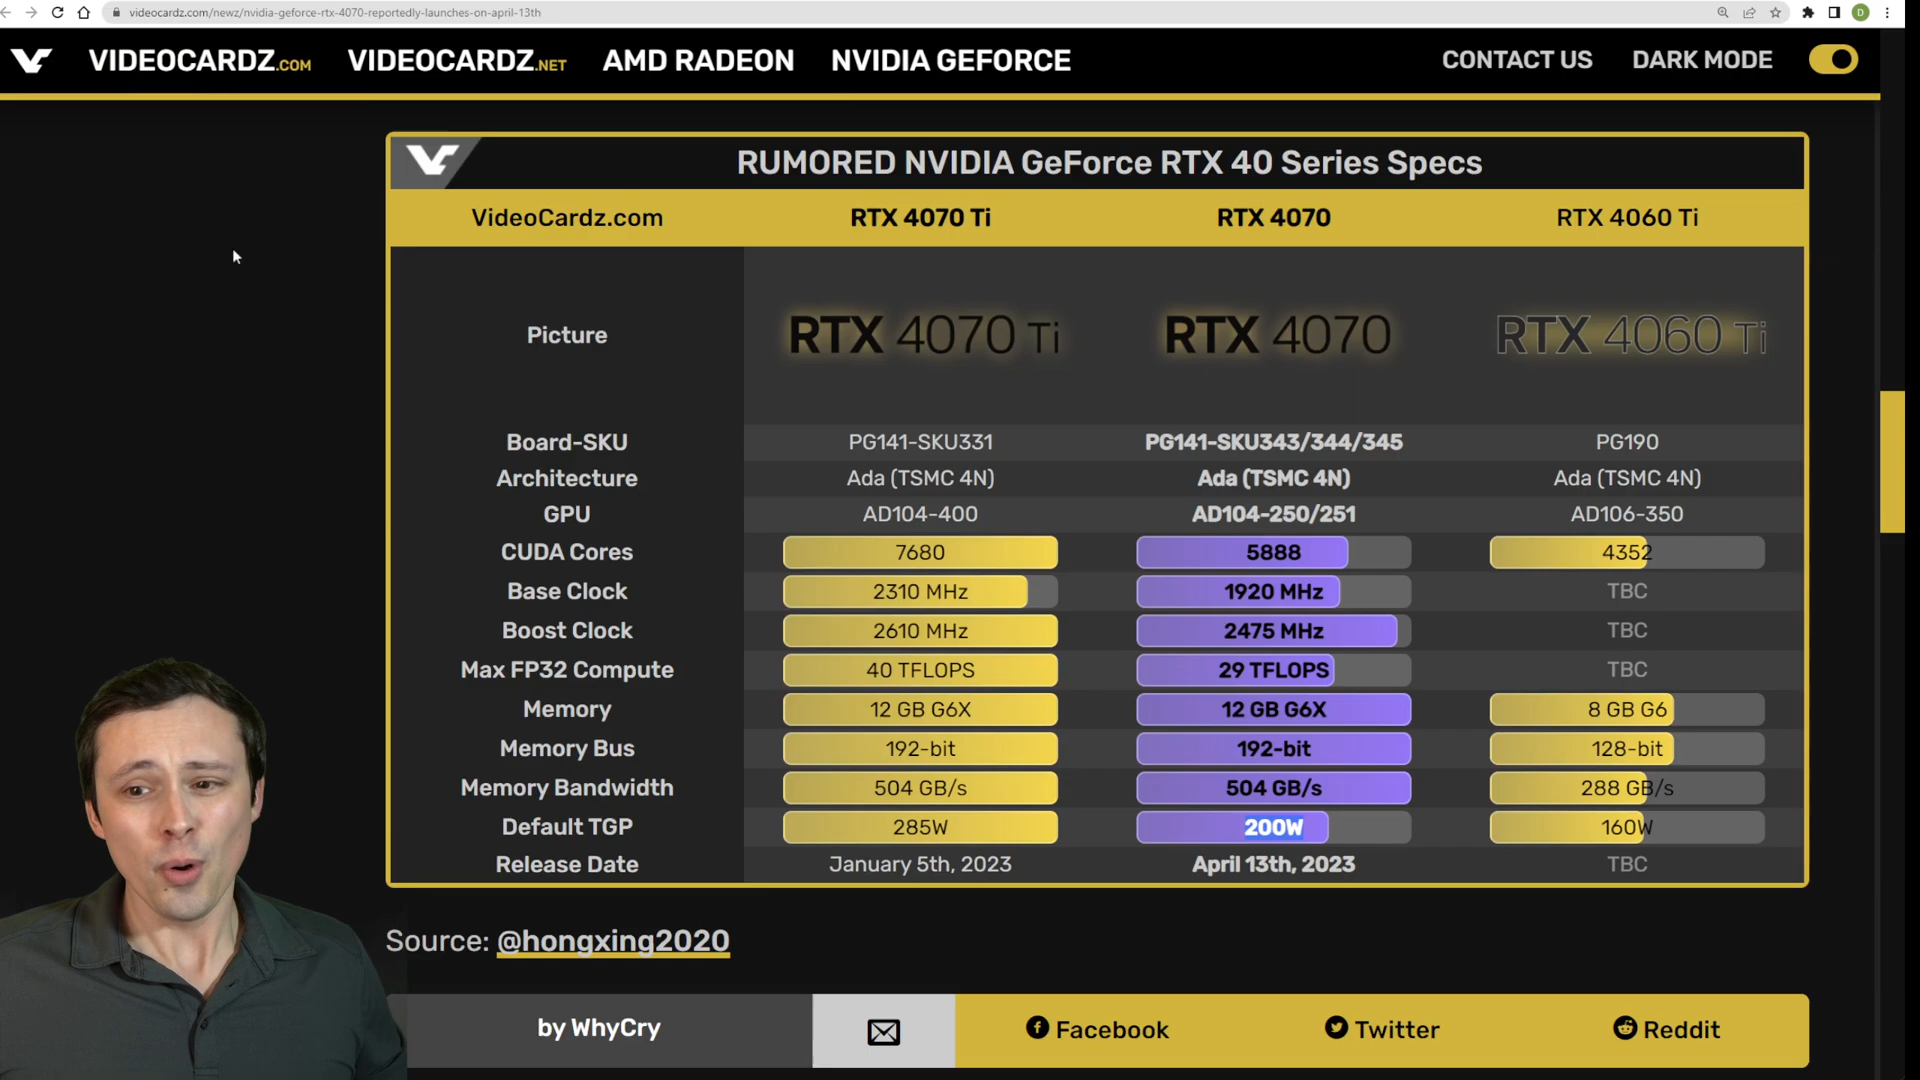 videocardz.com/newz/nvidia-geforce-rtx-4070-reportedly-launches-on-april-13th
D
VIDEOCARDZ.COM VIDEOCARDZ.NET AMD RADEON NVIDIA GEFORCE CONTACT US DARK MODE
RUMORED NVIDIA GeForce RTX 40 Series Specs
VideoCardz.com RTX 4070 Ti RTX 4070 RTX 4060 Ti
Picture RTX 4070 Ti RTX 4070 RTX 4060 Ti
Board-SKU PG141-SKU331 PG141-SKU343/344/345 PG190
Architecture Ada (TSMC 4N) Ada (TSMC 4N) Ada (TSMC 4N)
GPU AD104-400 AD104-250/251 AD106-350
CUDA Cores 7680 5888 4352
Base Clock 2310 MHz 1920 MHz TBC
Boost Clock 2610 MHz 2475 MHz TBC
Max FP32 Compute 40 TFLOPS 29 TFLOPS TBC
Memory 12 GB G6X 12 GB G6X 8 GB G6
Memory Bus 192-bit 192-bit 128-bit
Memory Bandwidth 504 GB/s 504 GB/s 288 GB/s
Default TGP 285W 200W 160W
Release Date January 5th, 2023 April 13th, 2023 TBC
Source: @hongxing2020
by WhyCry Facebook Twitter Reddit